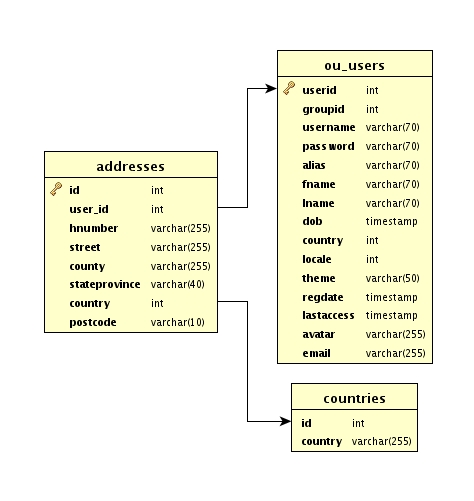 ou_users
userid int
groupid int
username varchar(70)
password varchar(70)
alias varchar(70)
fname varchar(70)
lname varchar(70)
dob timestamp
country int
locale int
theme varchar(50)
regdate timestamp
lastaccess timestamp
avatar varchar(255)
email varchar(255)
addresses
id int
user_id int
hnumber varchar(255)
street varchar(255)
county varchar(255)
stateprovince varchar(40)
country int
postcode varchar(10)
countries
id int
country varchar(255)